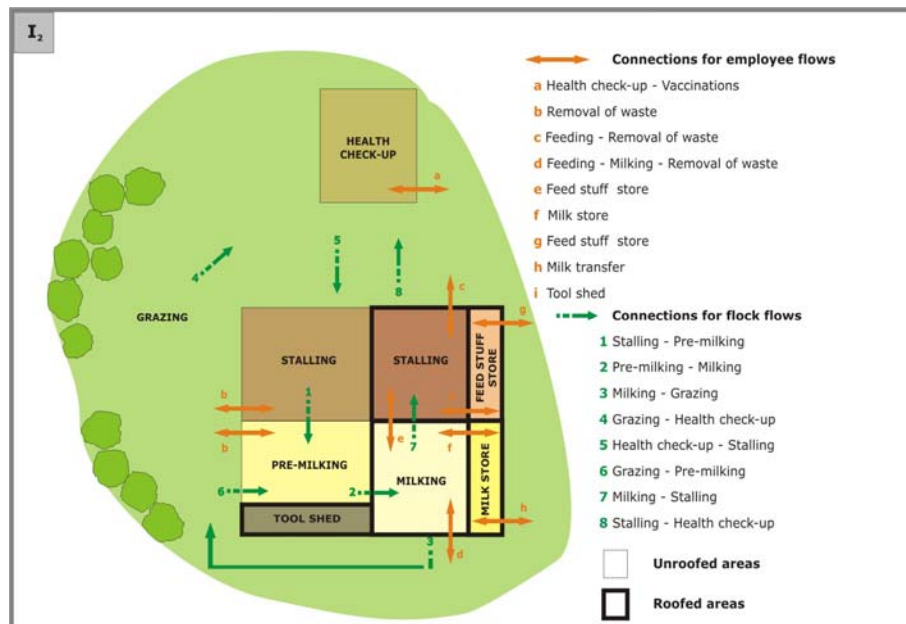 I2
HEALTH
CHECK-UP
a
5
4
8
c
GRAZING
g
STALLING
STALLING
FEED STUFF
STORE
1
b
b
e
7
f
PRE-MILKING
MILKING
MILK STORE
6
2
TOOL SHED
h
3
d
Connections for employee flows
a Health check-up - Vaccinations
b Removal of waste
c Feeding - Removal of waste
d Feeding - Milking - Removal of waste
e Feed stuff store
f Milk store
g Feed stuff store
h Milk transfer
i Tool shed
Connections for flock flows
1 Stalling - Pre-milking
2 Pre-milking - Milking
3 Milking - Grazing
4 Grazing - Health check-up
5 Health check-up - Stalling
6 Grazing - Pre-milking
7 Milking - Stalling
8 Stalling - Health check-up
Unroofed areas
Roofed areas